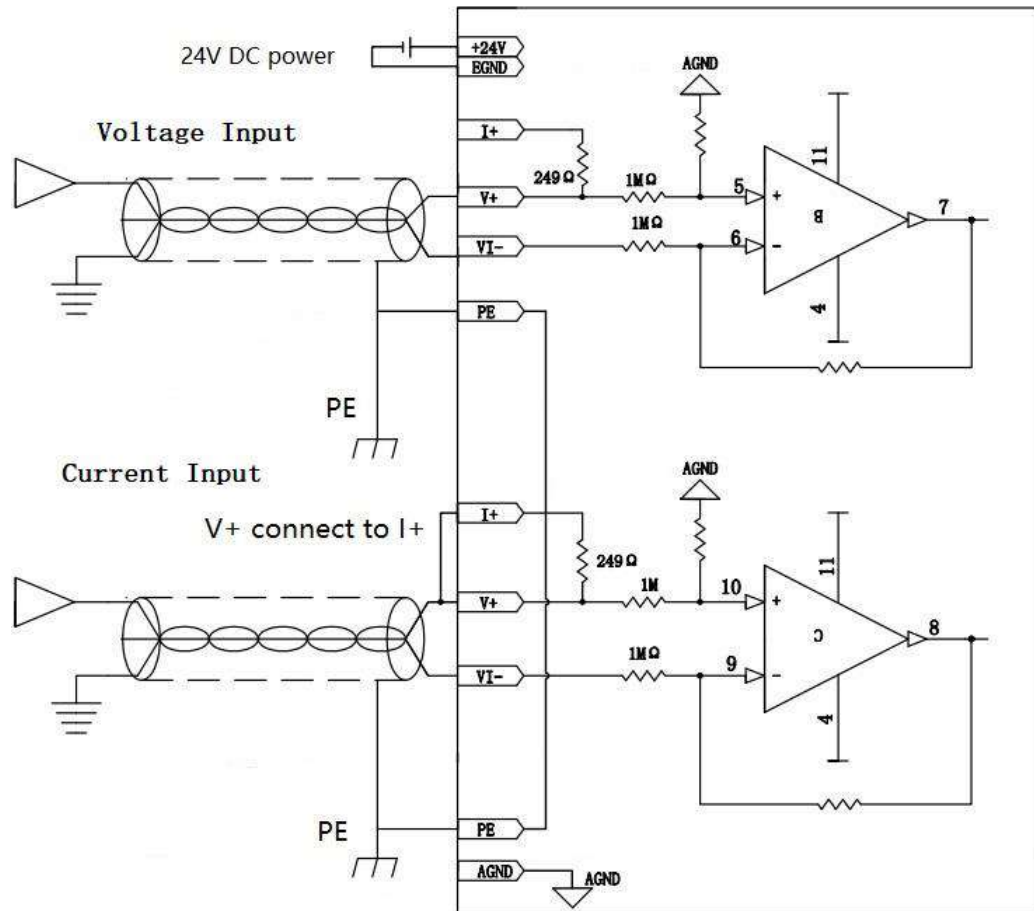 24V DC power
+24V
EGND
Voltage Input
AGND
I+
249Ω
11
V+
1MΩ
5
+
B
7
1MΩ
VI-
6
-
4
PE
PE
Current Input
AGND
V+ connect to I+
I+
249Ω
11
V+
1M
10
+
C
8
1MΩ
VI-
9
-
4
PE
PE
AGND
AGND